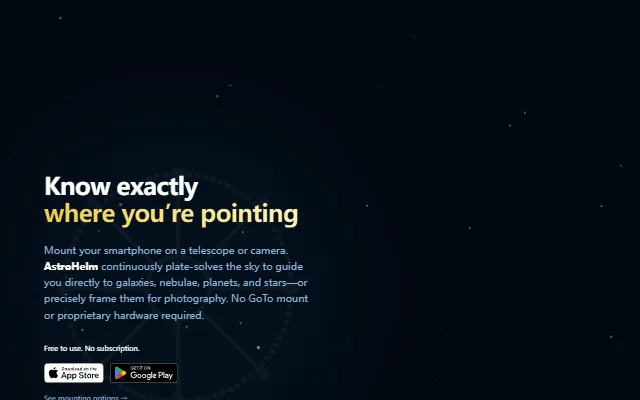 Know exactly
where you're pointing
Mount your smartphone on a telescope or camera.
AstroHelm continuously plate-solves the sky to guide
you directly to galaxies, nebulae, planets, and stars—or
precisely frame them for photography. No GoTo mount
or proprietary hardware required.
Free to use. No subscription.
Download on the
App Store
GET IT ON
Google Play
See mounting options →